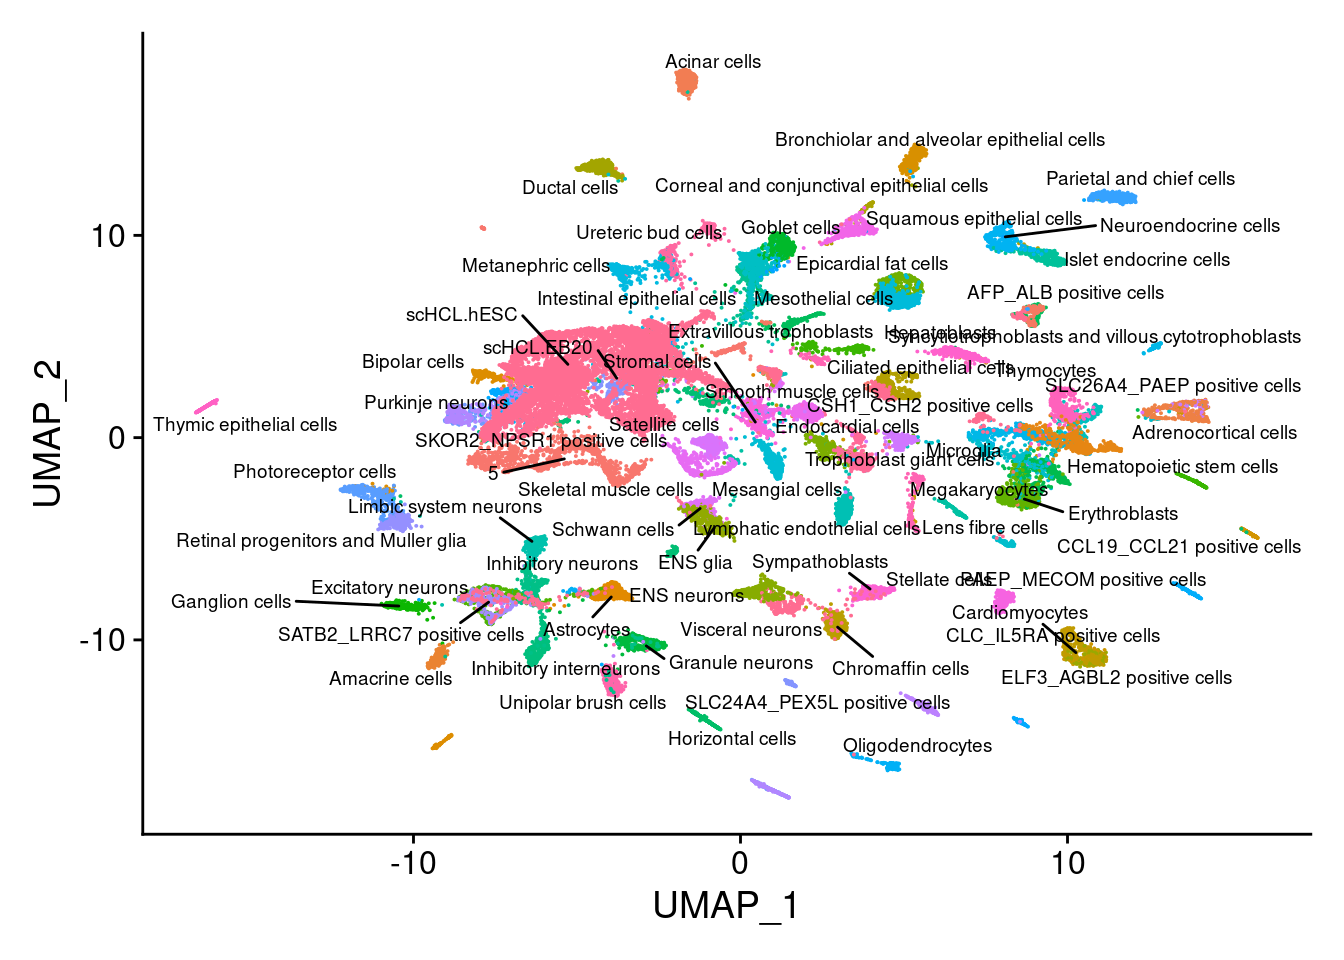 Acinar cells
Bronchiolar and alveolar epithelial cells
Ductal cells
Corneal and conjunctival epithelial cells
Parietal and chief cells
Squamous epithelial cells
Neuroendocrine cells
Ureteric bud cells
Goblet cells
Metanephric cells
Epicardial fat cells
Islet endocrine cells
Intestinal epithelial cells
Mesothelial cells
AFP_ALB positive cells
scHCL.hESC
Extravillous trophoblasts
Hepatoblasts
Syncytiotrophoblasts and villous cytotrophoblasts
scHCL.EB20
Stromal cells
Bipolar cells
Ciliated epithelial cells
Thymocytes
SLC26A4_PAEP positive cells
Smooth muscle cells
Purkinje neurons
CSH1_CSH2 positive cells
Thymic epithelial cells
Satellite cells
Endocardial cells
Adrenocortical cells
SKOR2_NPSR1 positive cells
Microglia
Trophoblast giant cells
Hematopoietic stem cells
Photoreceptor cells
5
Skeletal muscle cells
Mesangial cells
Megakaryocytes
Limbic system neurons
Erythroblasts
Schwann cells
Lymphatic endothelial cells
Lens fibre cells
Retinal progenitors and Muller glia
CCL19_CCL21 positive cells
Inhibitory neurons
ENS glia
Sympathoblasts
Stellate cells
PAEP_MECOM positive cells
Excitatory neurons
ENS neurons
Ganglion cells
Cardiomyocytes
SATB2_LRRC7 positive cells
Astrocytes
Visceral neurons
CLC_IL5RA positive cells
Inhibitory interneurons
Granule neurons
Chromaffin cells
Amacrine cells
ELF3_AGBL2 positive cells
Unipolar brush cells
SLC24A4_PEX5L positive cells
Horizontal cells
Oligodendrocytes
10
0
-10
UMAP_2
-10
0
10
UMAP_1